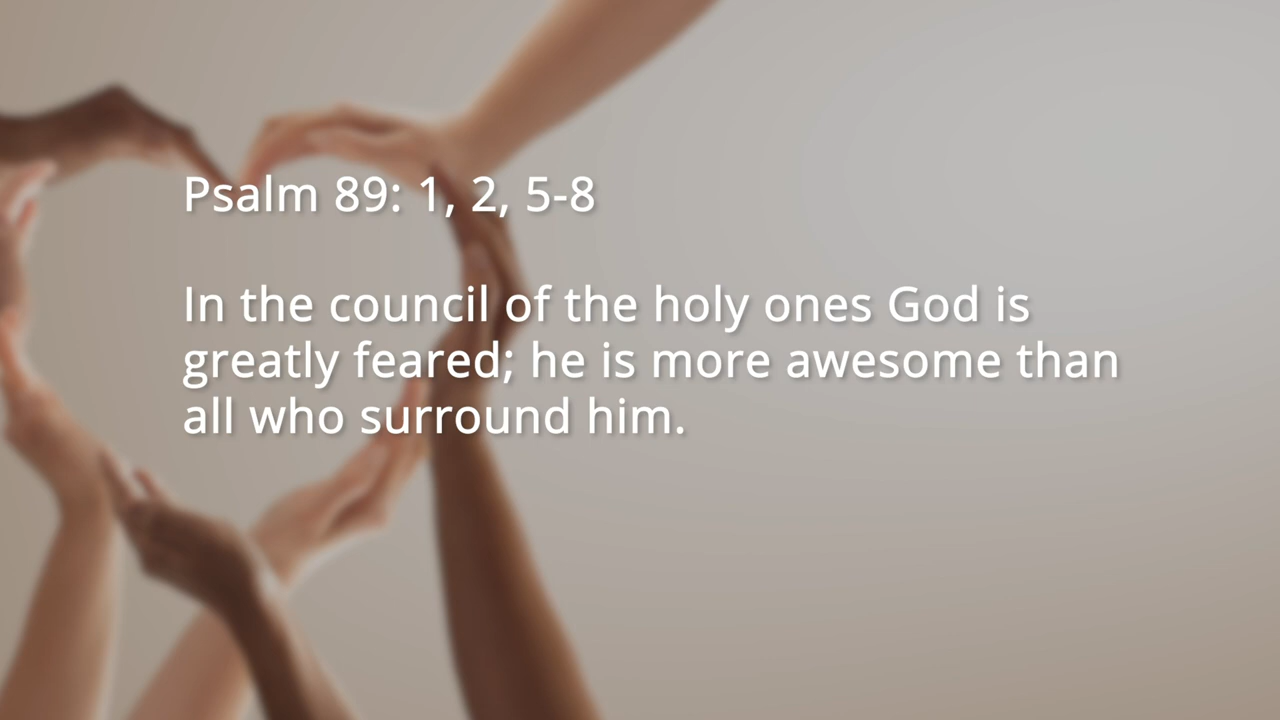 Psalm 89: 1, 2, 5-8
In the council of the holy ones God is
greatly feared; he is more awesome than
all who surround him.